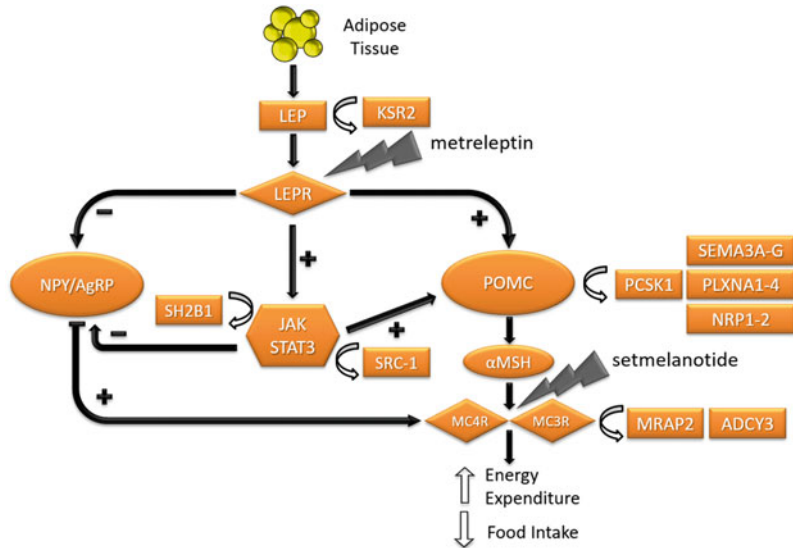 Adipose
Tissue
LEP
KSR2
metreleptin
LEPR
−
+
+
NPY/AgRP
POMC
SEMA3A-G
PCSK1
PLXNA1-4
NRP1-2
SH2B1
JAK
STAT3
+
−
SRC-1
αMSH
setmelanotide
+
MC4R
MC3R
MRAP2
ADCY3
Energy
Expenditure
Food Intake